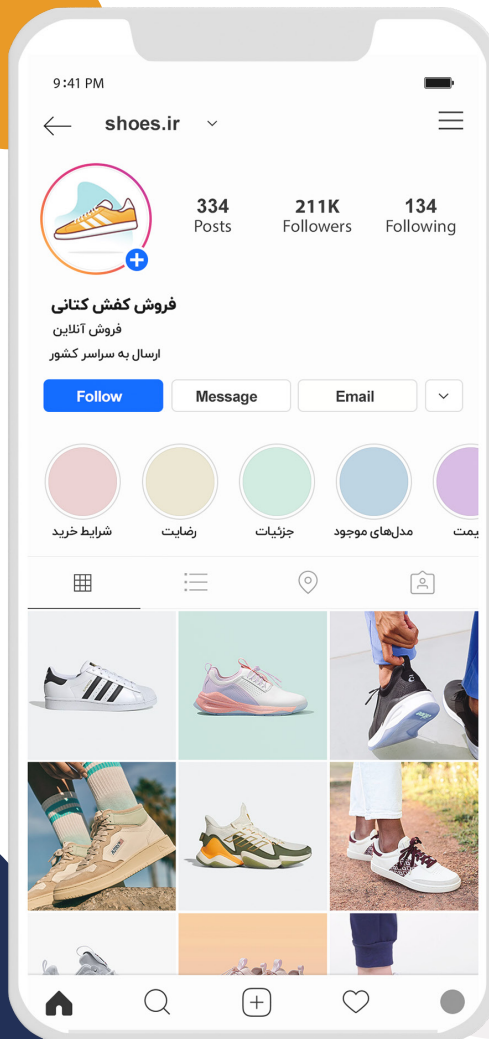 9:41 PM
shoes.ir
334 211K 134
Posts Followers Following
فروش کفش کتانی
فروش آنلاین
ارسال به سراسر کشور
Follow Message Email
شرایط خرید رضایت جزئیات مدل‌های موجود یمت